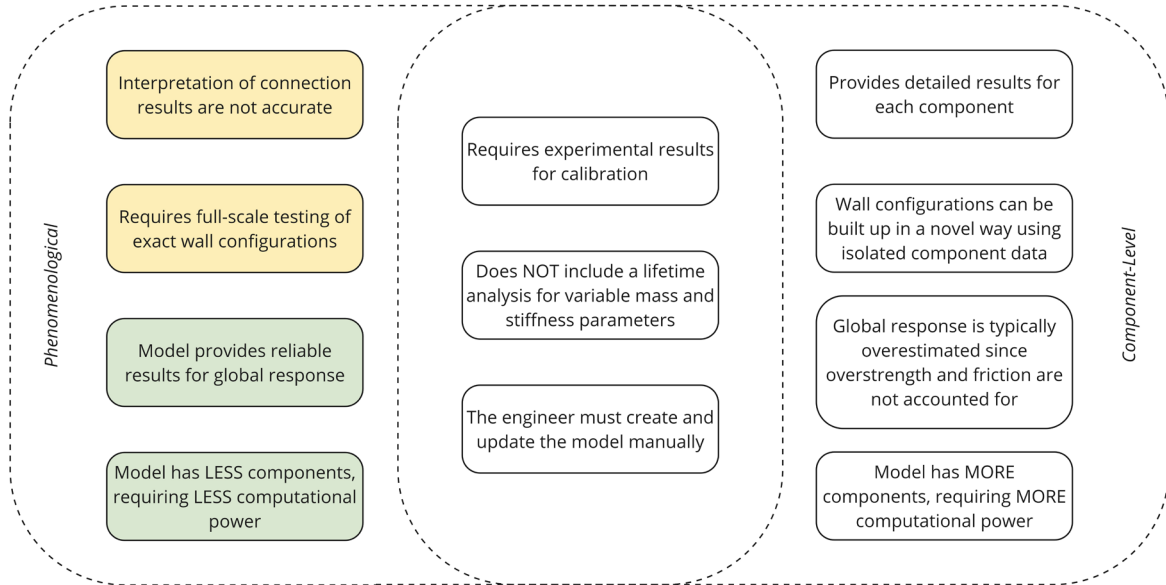 Phenomenological
Interpretation of connection
results are not accurate
Requires full-scale testing of
exact wall configurations
Model provides reliable
results for global response
Model has LESS components,
requiring LESS computational
power
Requires experimental results
for calibration
Does NOT include a lifetime
analysis for variable mass and
stiffness parameters
The engineer must create and
update the model manually
Provides detailed results for
each component
Wall configurations can be
built up in a novel way using
isolated component data
Global response is typically
overestimated since
overstrength and friction are
not accounted for
Model has MORE
components, requiring MORE
computational power
Component-Level